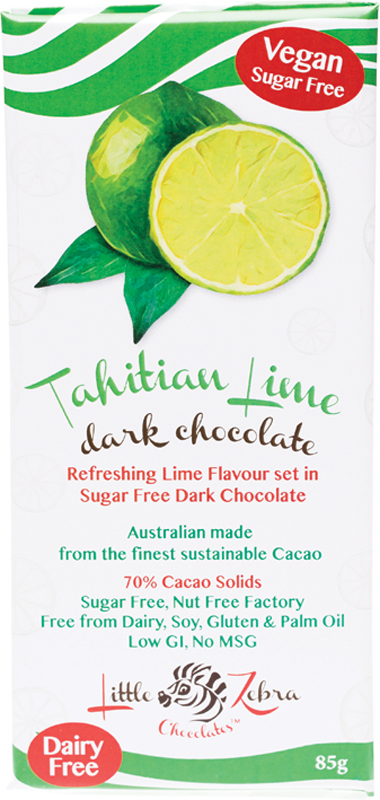 Vegan
Sugar Free
Tahitian Lime
dark chocolate
Refreshing Lime Flavour set in
Sugar Free Dark Chocolate
Australian made
from the finest sustainable Cacao
70% Cacao Solids
Sugar Free, Nut Free Factory
Free from Dairy, Soy, Gluten & Palm Oil
Low GI, No MSG
Little Zebra
Chocolates™
Dairy
Free
85g